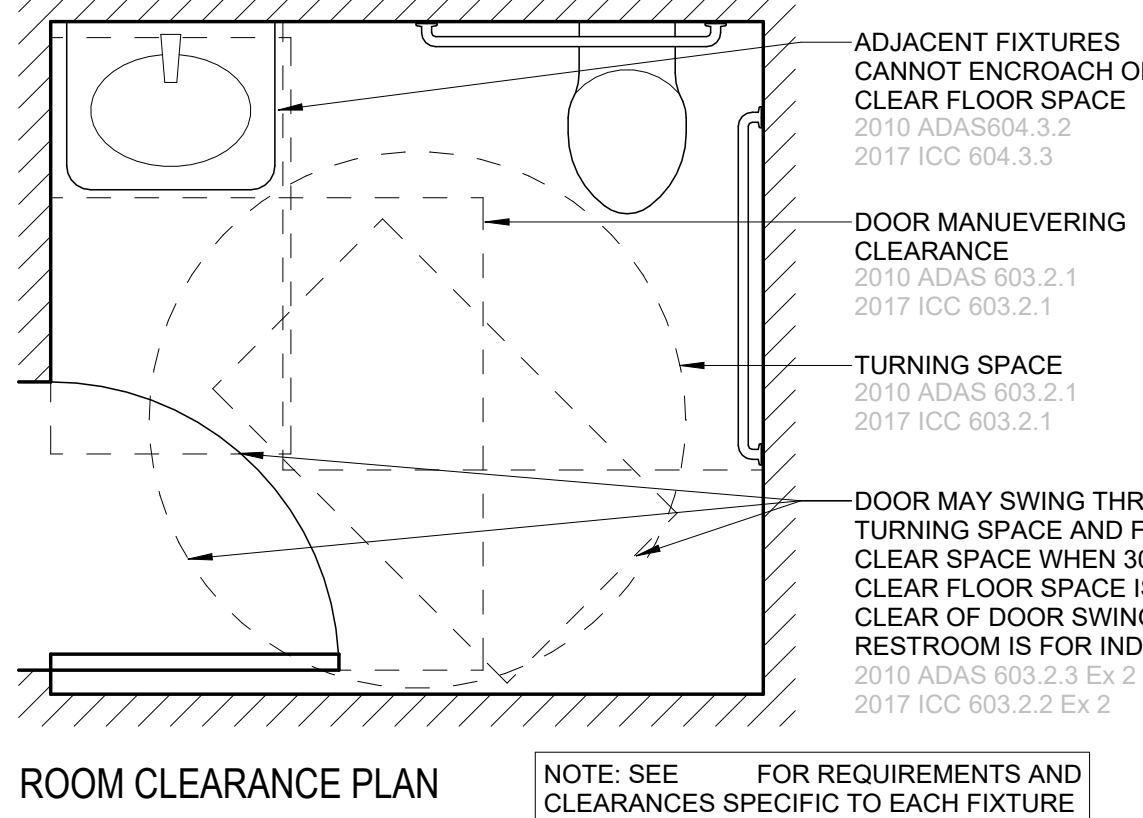 ADJACENT FIXTURES
CANNOT ENCROACH
CLEAR FLOOR SPACE
2010 ADAS604.3.2
2017 ICC 604.3.3
DOOR MANUEVERING
CLEARANCE
2010 ADAS 603.2.1
2017 ICC 603.2.1
TURNING SPACE
2010 ADAS 603.2.1
2017 ICC 603.2.1
DOOR MAY SWING THR
TURNING SPACE AND F
CLEAR SPACE WHEN 30
CLEAR FLOOR SPACE IS
CLEAR OF DOOR SWING
RESTROOM IS FOR IND
2010 ADAS 603.2.3 Ex 2
2017 ICC 603.2.2 Ex 2
ROOM CLEARANCE PLAN
NOTE: SEE FOR REQUIREMENTS AND
CLEARANCES SPECIFIC TO EACH FIXTURE